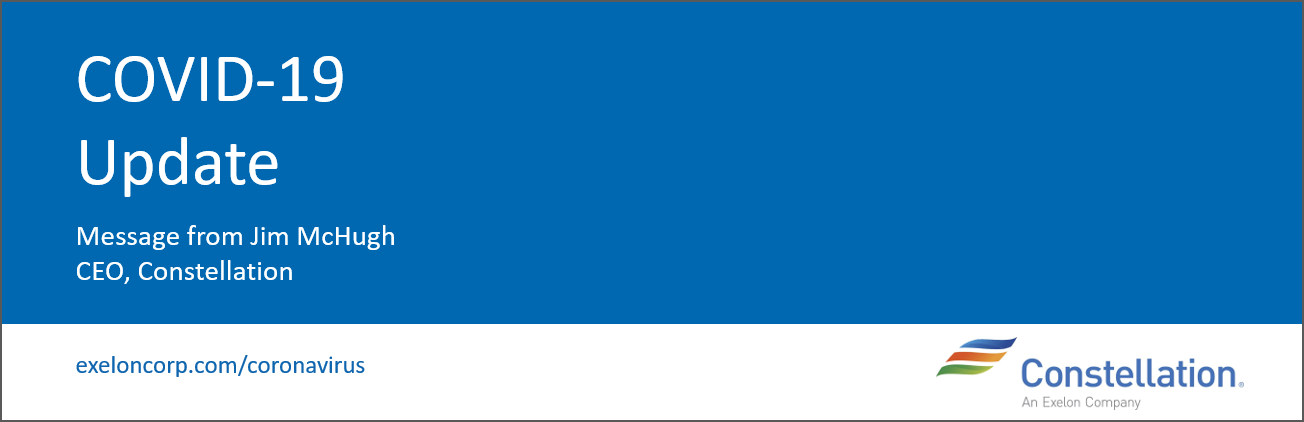 COVID-19
Update
Message from Jim McHugh
CEO, Constellation
exeloncorp.com/coronavirus
Constellation®
An Exelon Company